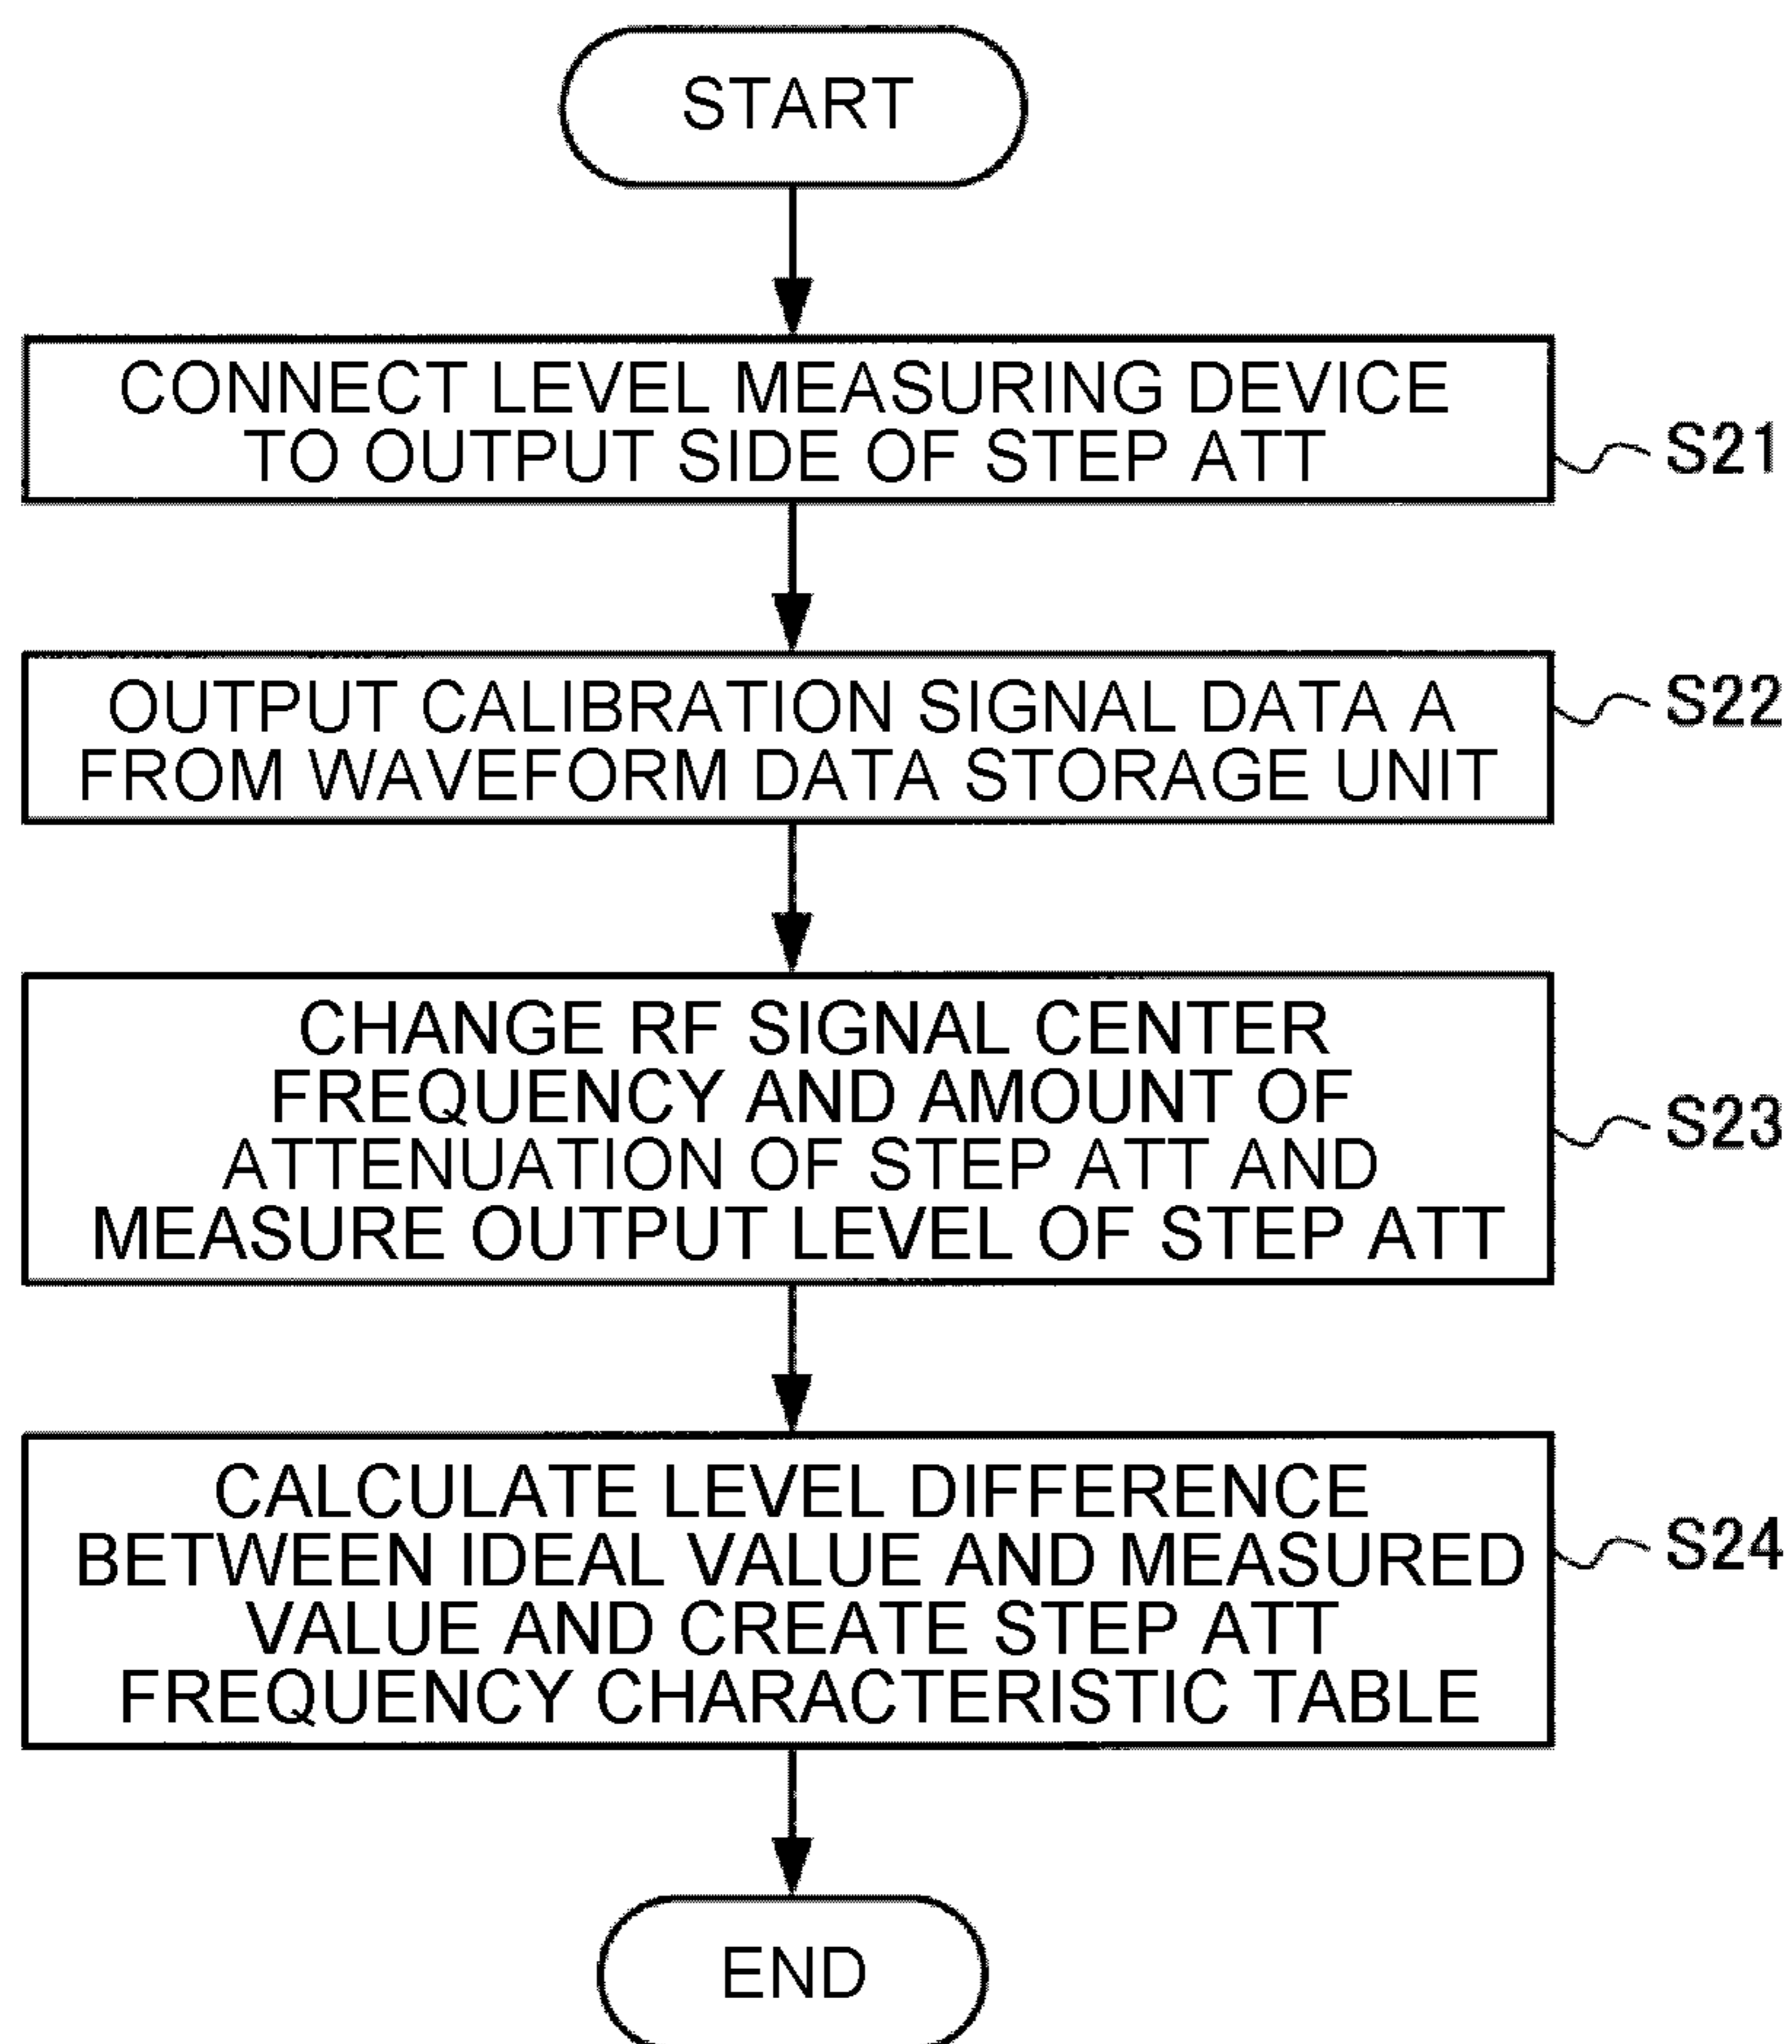 START
CONNECT LEVEL MEASURING DEVICE
TO OUTPUT SIDE OF STEP ATT
S21
OUTPUT CALIBRATION SIGNAL DATA A
FROM WAVEFORM DATA STORAGE UNIT
S22
CHANGE RF SIGNAL CENTER
FREQUENCY AND AMOUNT OF
ATTENUATION OF STEP ATT AND
MEASURE OUTPUT LEVEL OF STEP ATT
S23
CALCULATE LEVEL DIFFERENCE
BETWEEN IDEAL VALUE AND MEASURED
VALUE AND CREATE STEP ATT
FREQUENCY CHARACTERISTIC TABLE
S24
END